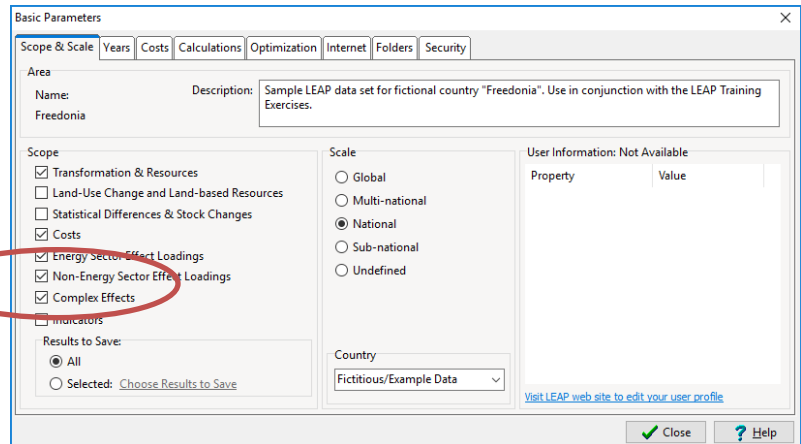 Basic Parameters
Scope & Scale Years Costs Calculations Optimization Internet Folders Security
Area
Name:
Freedonia
Description:
Sample LEAP data set for fictional country "Freedonia". Use in conjunction with the LEAP Training
Exercises.
Scope
Transformation & Resources
Land-Use Change and Land-based Resources
Statistical Differences & Stock Changes
Costs
Energy Sector Effect Loadings
Non-Energy Sector Effect Loadings
Complex Effects
Indicators
Results to Save:
All
Selected: Choose Results to Save
Scale
Global
Multi-national
National
Sub-national
Undefined
Country
Fictitious/Example Data
User Information: Not Available
Property Value
Visit LEAP web site to edit your user profile
Close
Help